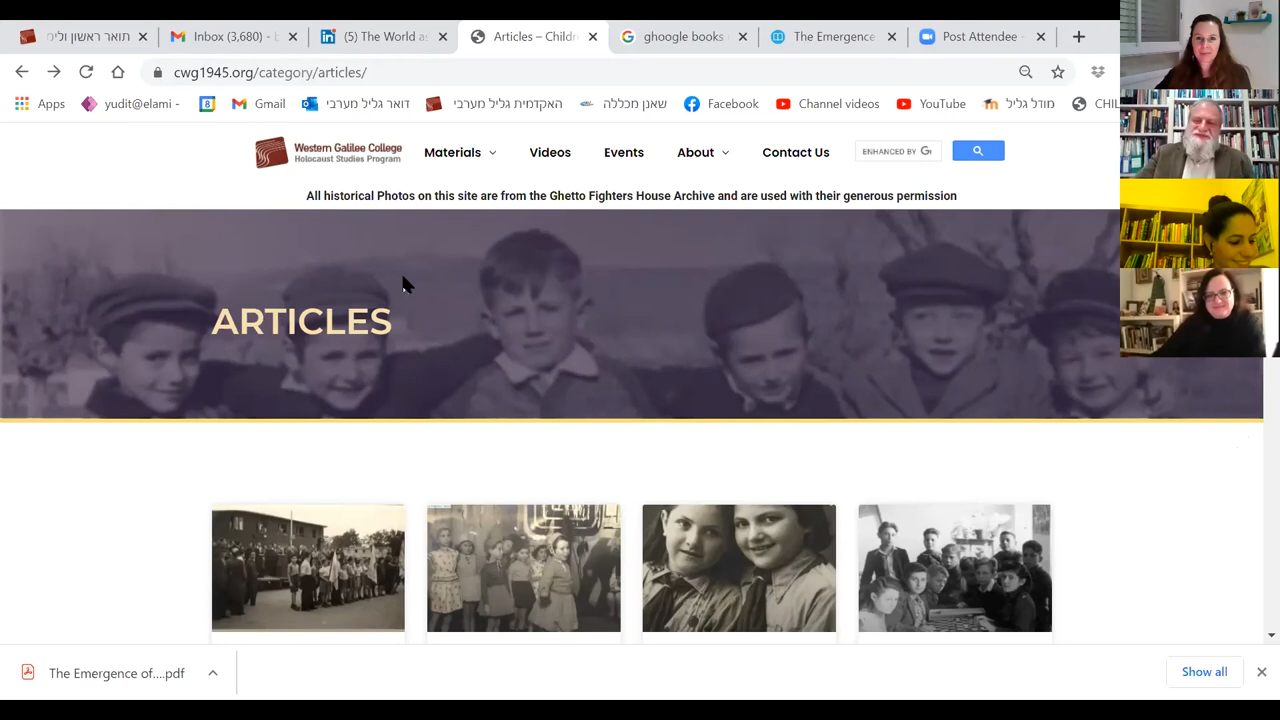 תואר ראשון ולימ
Inbox (3,680) -
(5) The World as
Articles – Childr
ghoogle books
The Emergence
Post Attendee -
cwg1945.org/category/articles/
Apps
yudit@elami -
8
Gmail
דואר גליל מערבי
האקדמית גליל מערבי
שאנן מכללה
Facebook
Channel videos
YouTube
מודל גליל
CHIL
Western Galilee College
Holocaust Studies Program
Materials
Videos
Events
About
Contact Us
ENHANCED BY G
All historical Photos on this site are from the Ghetto Fighters House Archive and are used with their generous permission
ARTICLES
The Emergence of....pdf
Show all